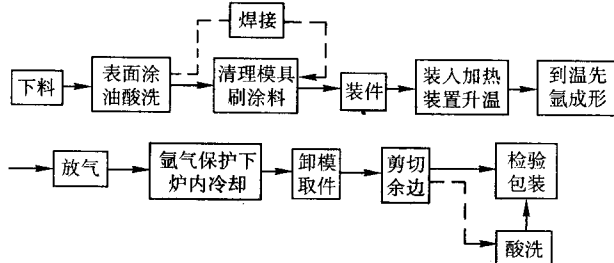 焊接
下料
表面涂
油酸洗
清理模具
刷涂料
装件
装入加热
装置升温
到温先
氩成形
放气
氩气保护下
炉内冷却
卸模
取件
剪切
余边
检验
包装
酸洗